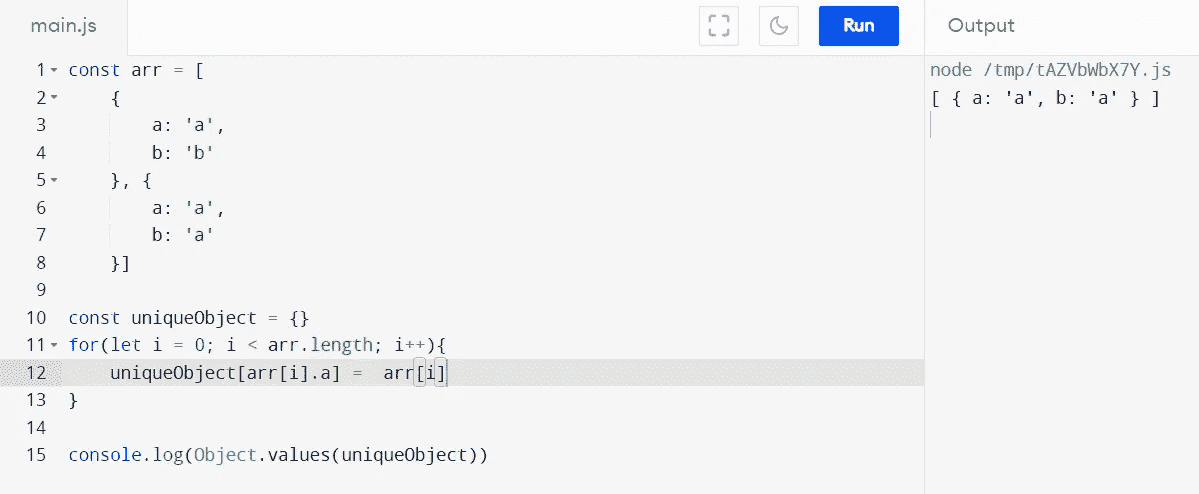 main.js
Run
Output
1 const arr = [
2 {
3 a: 'a',
4 b: 'b'
5 }, {
6 a: 'a',
7 b: 'a'
8 }]
9
10 const uniqueObject = {}
11 for(let i = 0; i < arr.length; i++){
12 uniqueObject[arr[i].a] =  arr[i]
13 }
14
15 console.log(Object.values(uniqueObject))
node /tmp/tAZVbWbX7Y.js
[ { a: 'a', b: 'a' } ]